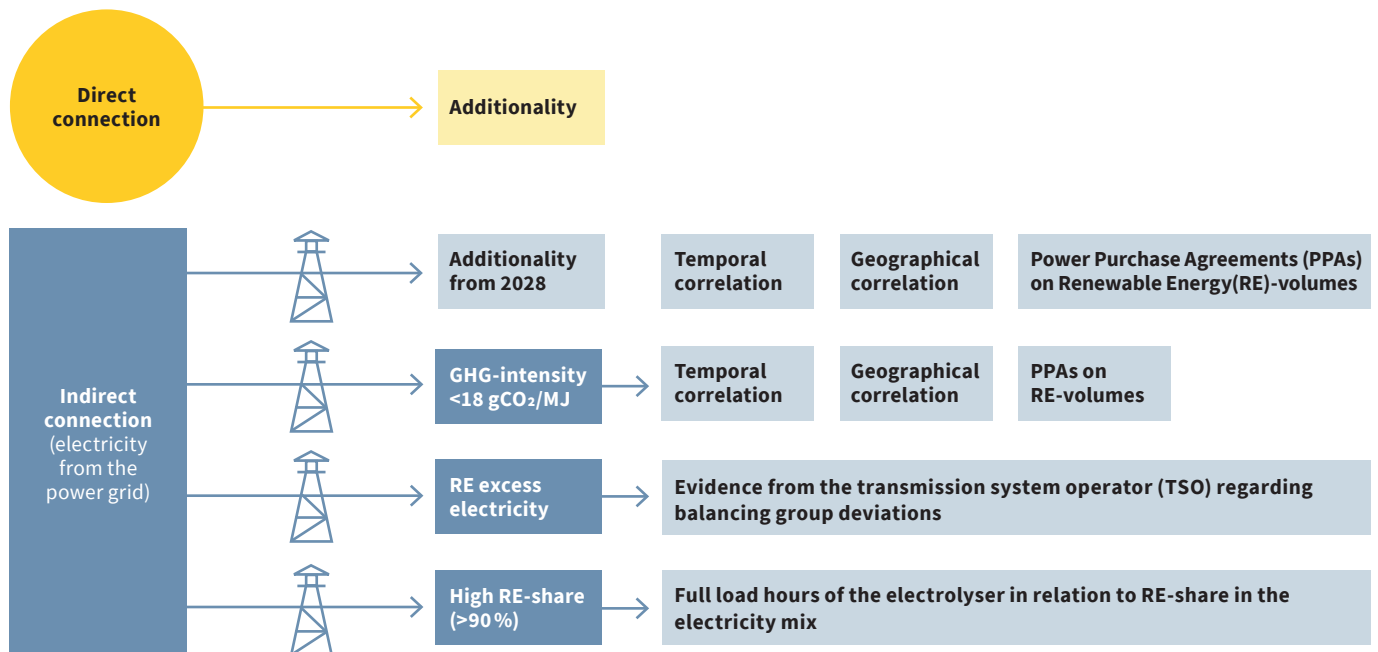 Direct
connection
Additionality
Indirect
connection
(electricity
from the
power grid)
Additionality
from 2028
Temporal
correlation
Geographical
correlation
Power Purchase Agreements (PPAs)
on Renewable Energy(RE)-volumes
GHG-intensity
<18 gCO₂/MJ
Temporal
correlation
Geographical
correlation
PPAs on
RE-volumes
RE excess
electricity
Evidence from the transmission system operator (TSO) regarding
balancing group deviations
High RE-share
(>90 %)
Full load hours of the electrolyser in relation to RE-share in the
electricity mix